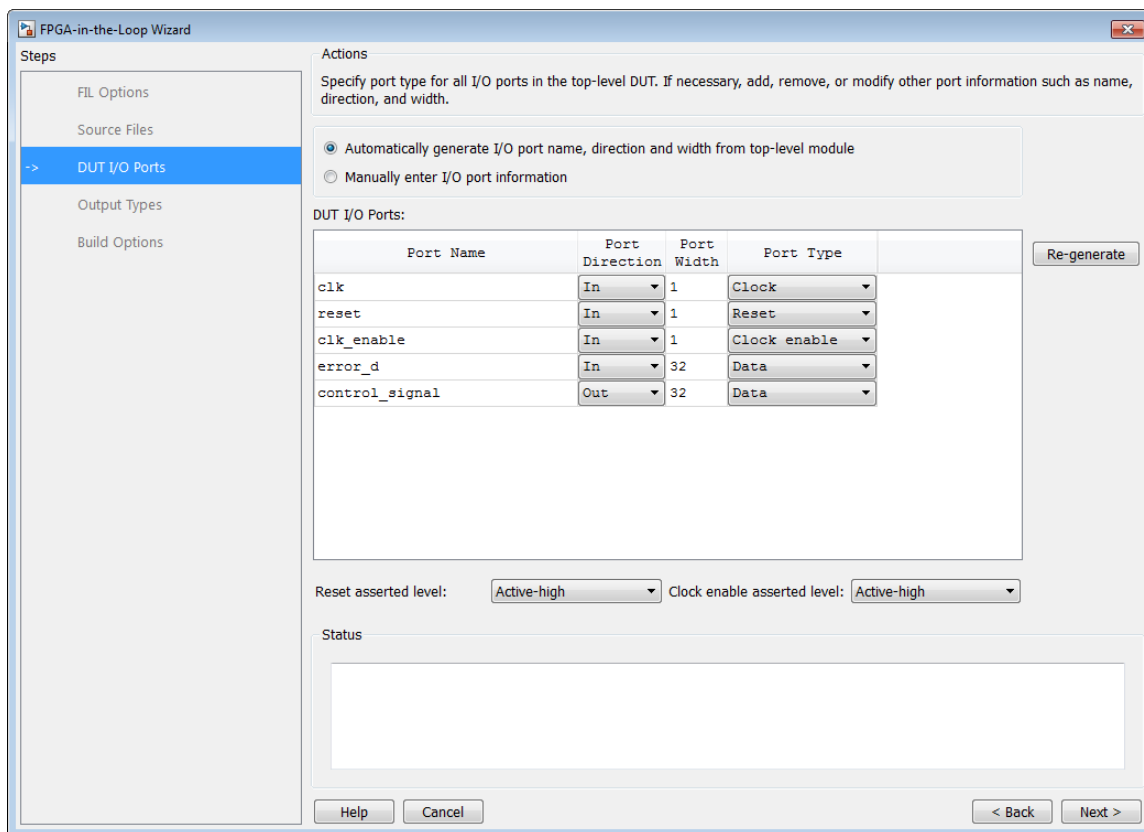 FPGA-in-the-Loop Wizard
Steps
FIL Options
Source Files
-> DUT I/O Ports
Output Types
Build Options
Actions
Specify port type for all I/O ports in the top-level DUT. If necessary, add, remove, or modify other port information such as name,
direction, and width.
Automatically generate I/O port name, direction and width from top-level module
Manually enter I/O port information
DUT I/O Ports:
Port Name Port Direction Port Width Port Type
clk In 1 Clock
reset In 1 Reset
clk_enable In 1 Clock enable
error_d In 32 Data
control_signal Out 32 Data
Re-generate
Reset asserted level: Active-high Clock enable asserted level: Active-high
Status
Help Cancel < Back Next >